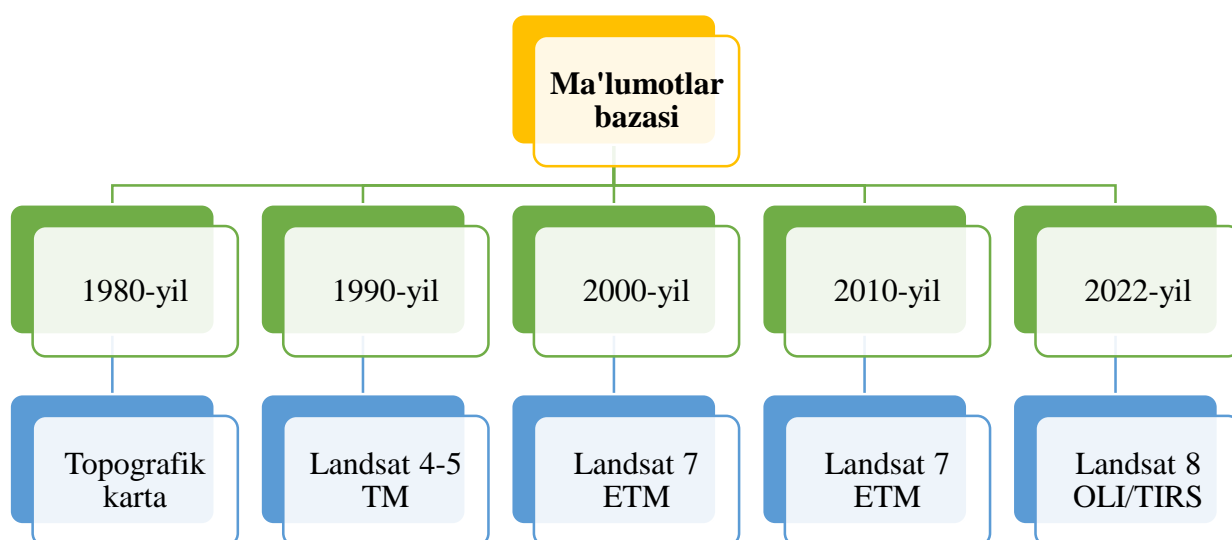 Ma'lumotlar
bazasi
1980-yil
1990-yil
2000-yil
2010-yil
2022-yil
Topografik
karta
Landsat 4-5
TM
Landsat 7
ETM
Landsat 7
ETM
Landsat 8
OLI/TIRS